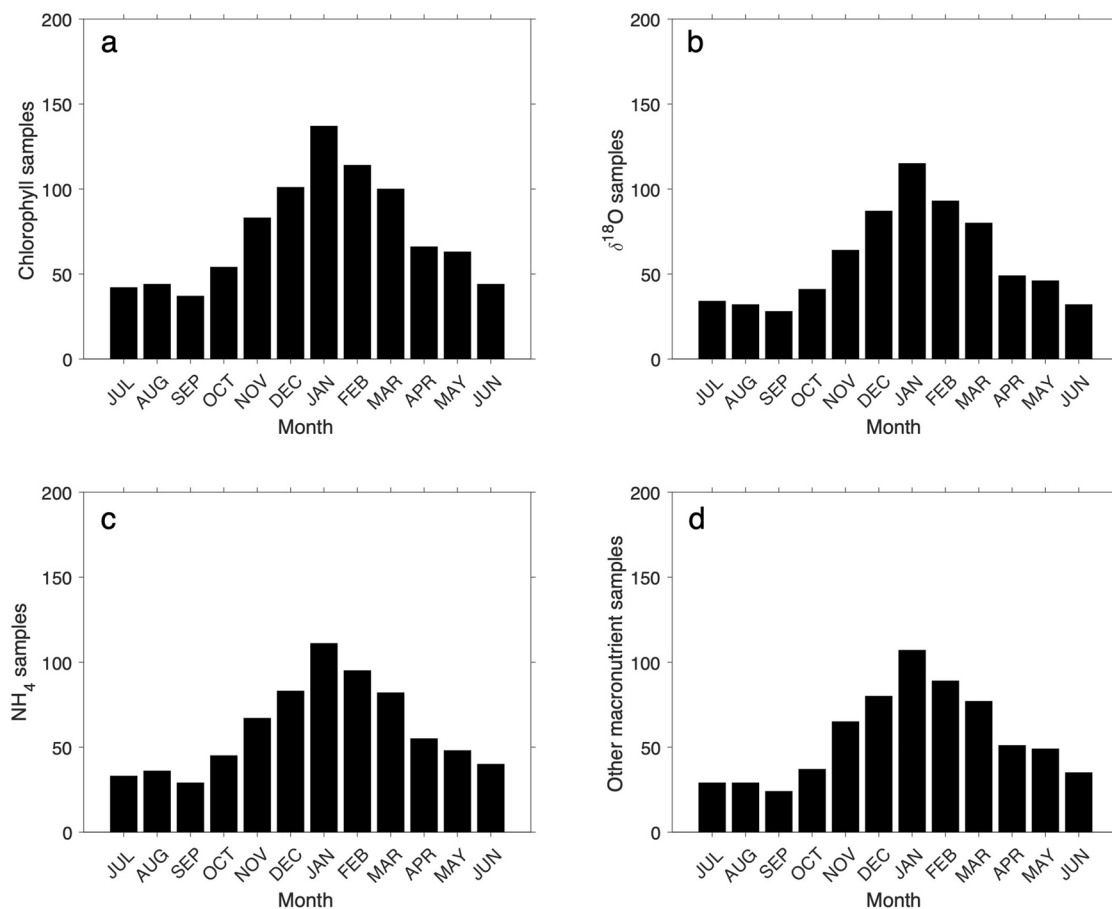 a
Chlorophyll samples
200
150
100
50
0
JUL AUG SEP OCT NOV DEC JAN FEB MAR APR MAY JUN
Month
b
δ¹⁸O samples
200
150
100
50
0
JUL AUG SEP OCT NOV DEC JAN FEB MAR APR MAY JUN
Month
c
NH₄ samples
200
150
100
50
0
JUL AUG SEP OCT NOV DEC JAN FEB MAR APR MAY JUN
Month
d
Other macronutrient samples
200
150
100
50
0
JUL AUG SEP OCT NOV DEC JAN FEB MAR APR MAY JUN
Month